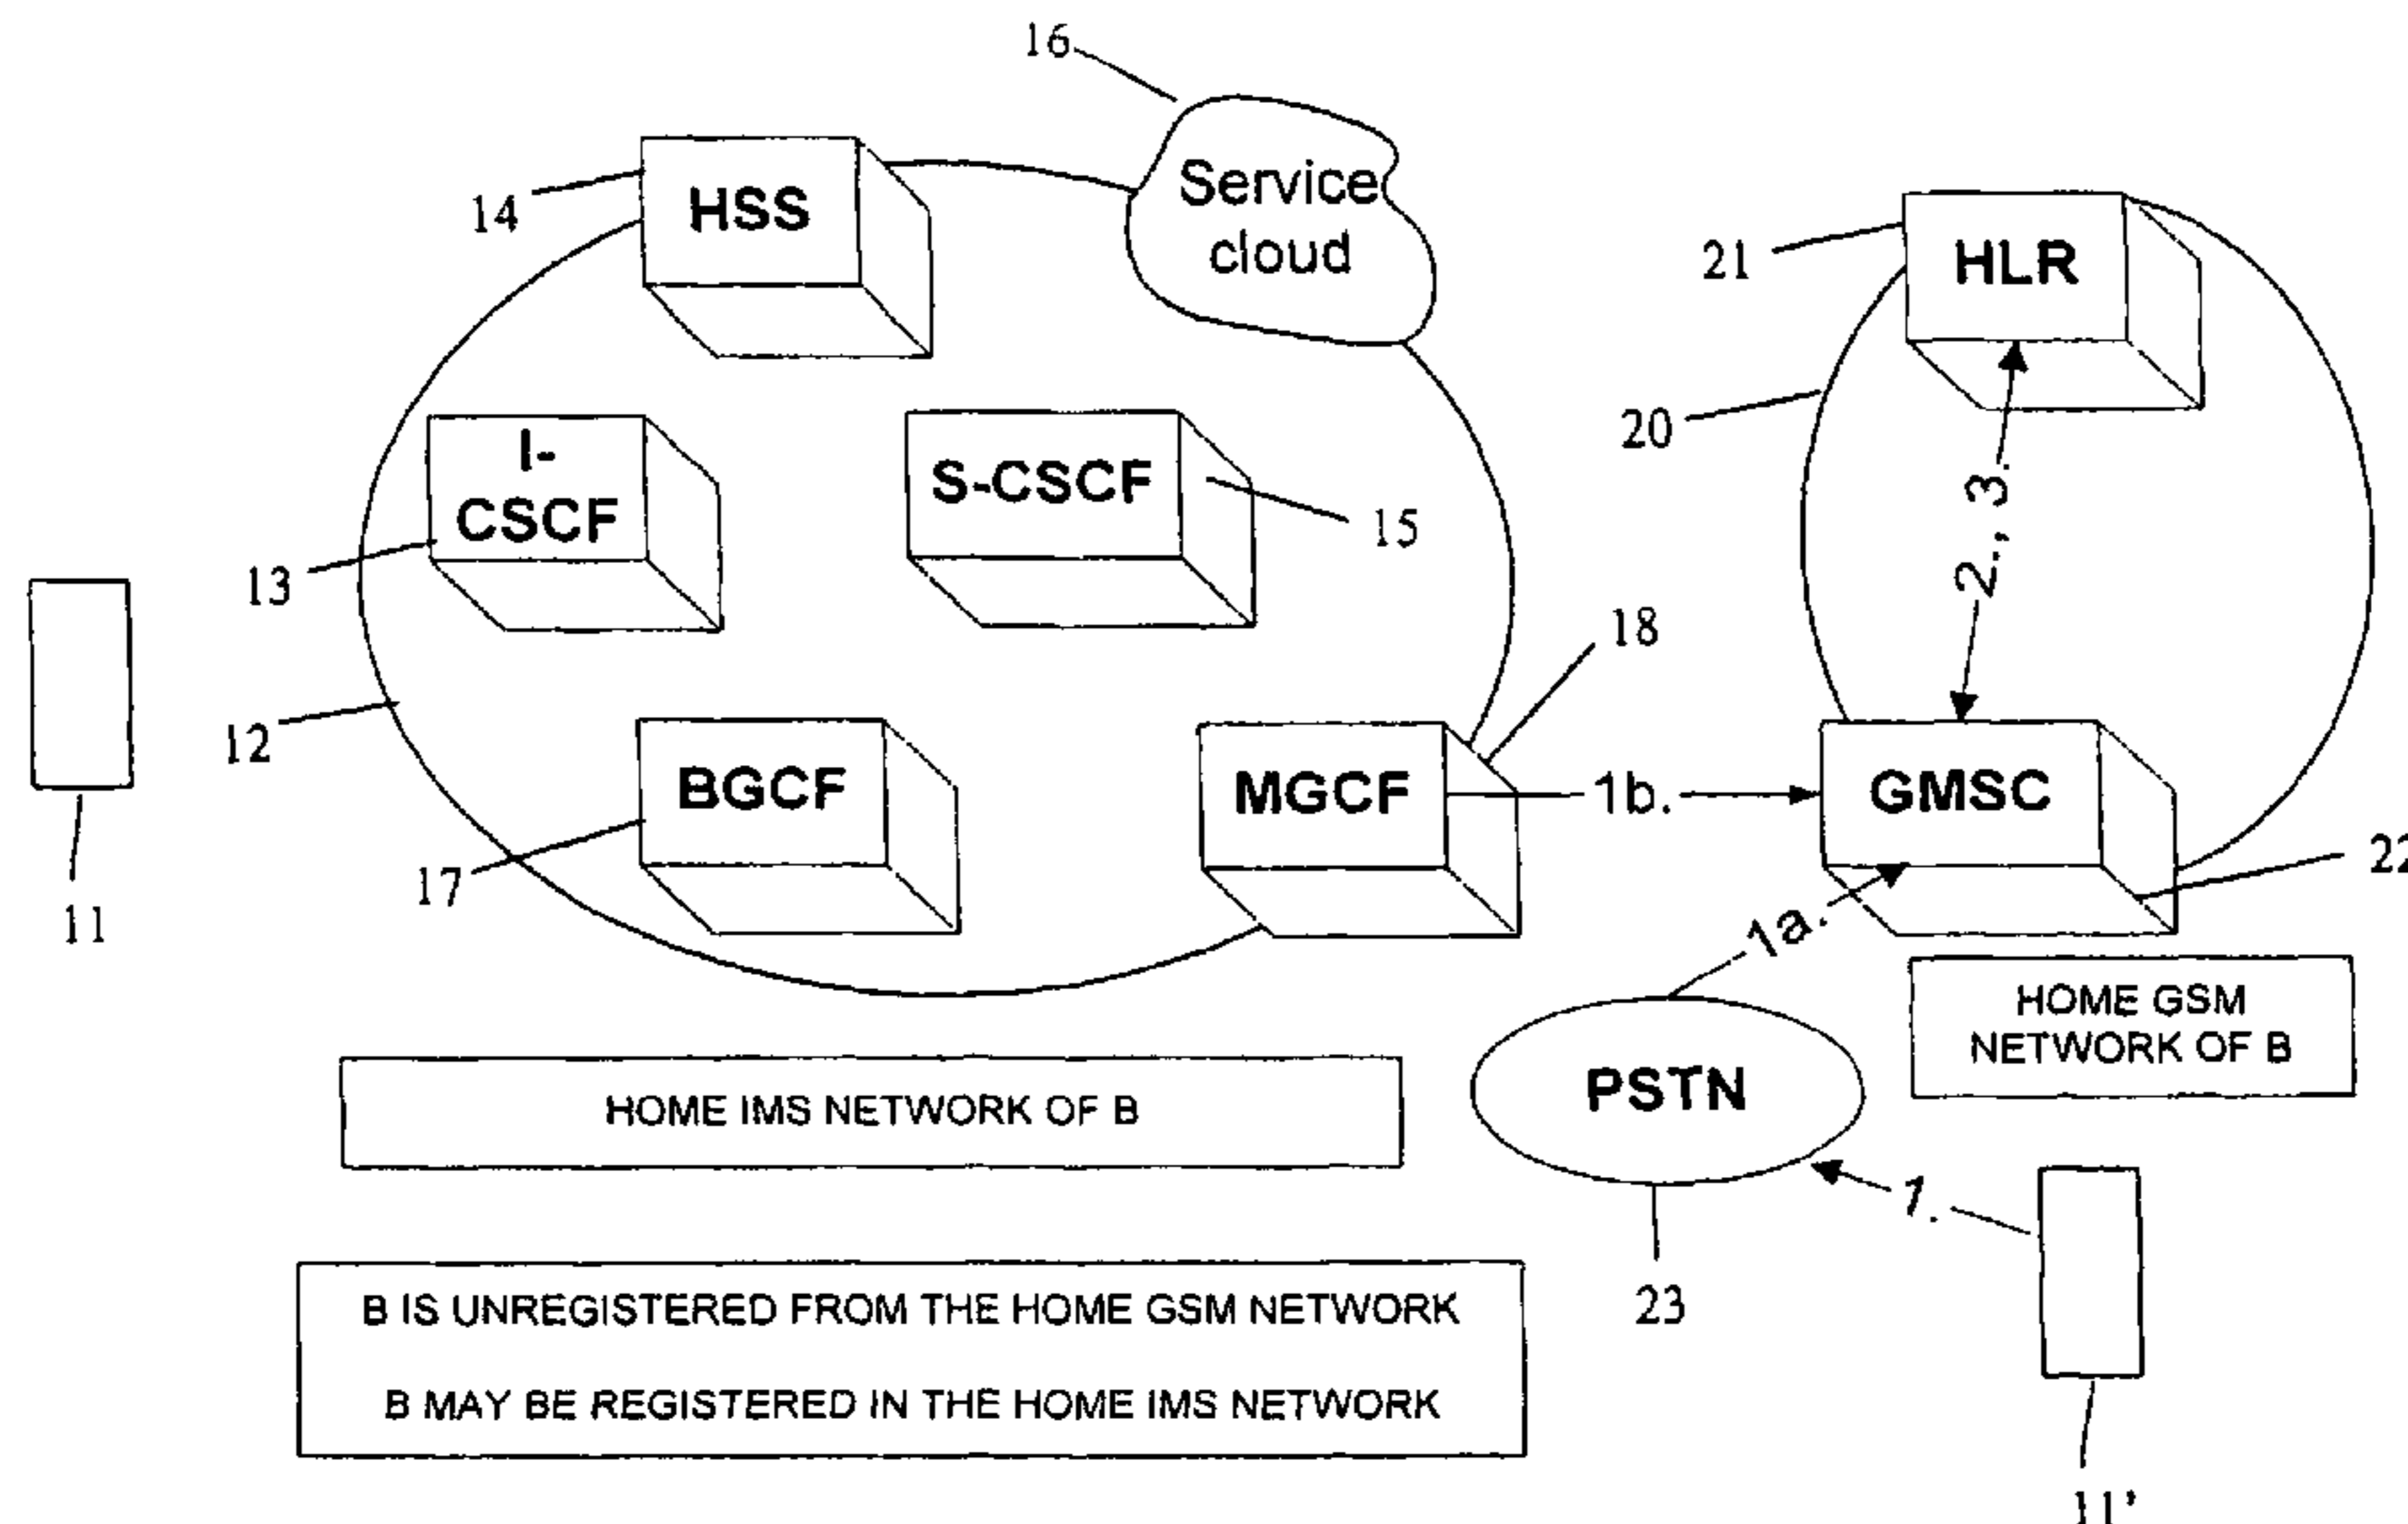 16
Service
cloud
14
HSS
21
HLR
20
I-
CSCF
13
S-CSCF
15
2., 3.
18
12
11
BGCF
17
MGCF
1b.
GMSC
22
1a.
HOME GSM
NETWORK OF B
PSTN
HOME IMS NETWORK OF B
1.
23
B IS UNREGISTERED FROM THE HOME GSM NETWORK
B MAY BE REGISTERED IN THE HOME IMS NETWORK
11'